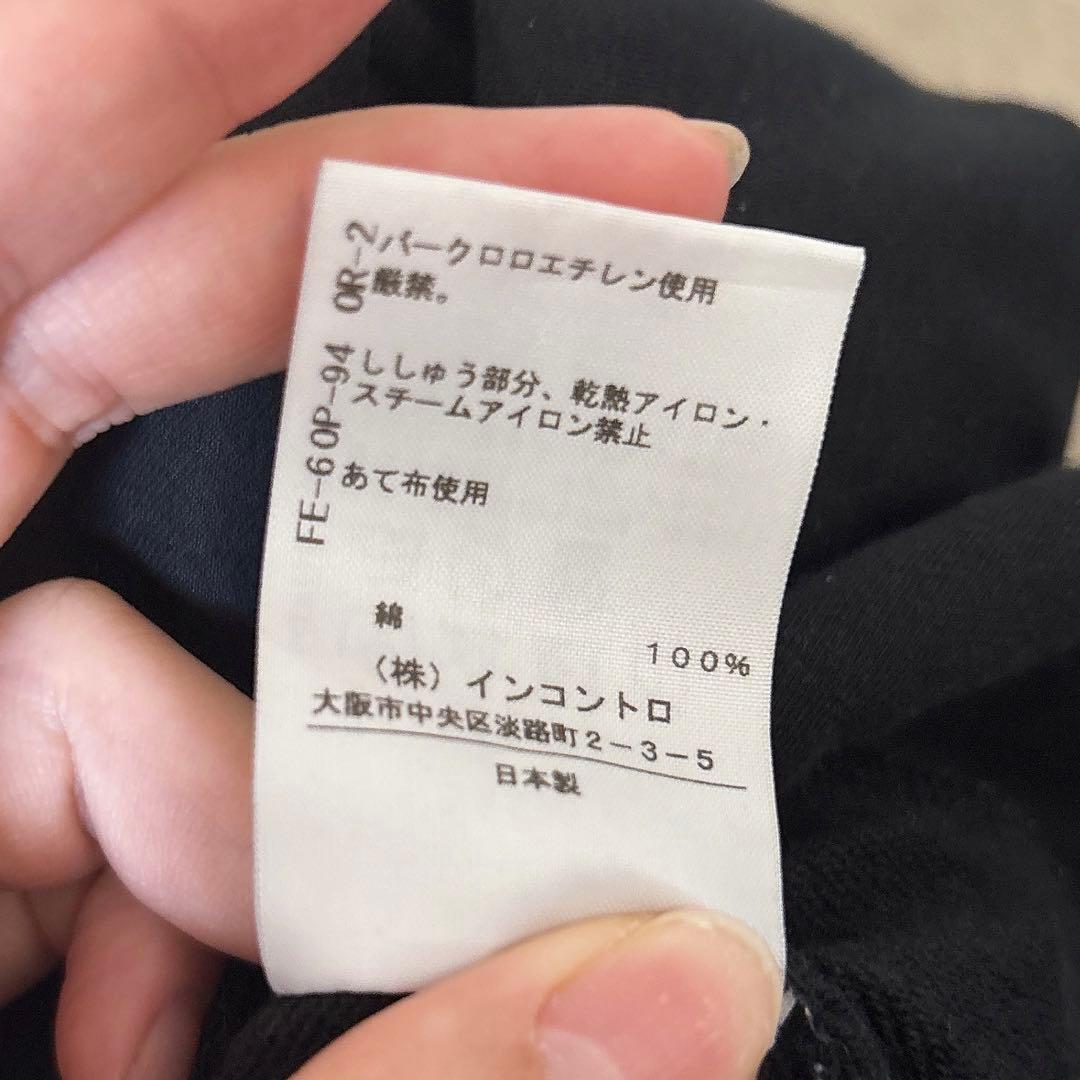 パークロロエチレン使用
厳禁。
ししゅう部分、乾熱アイロン・
スチームアイロン禁止
あて布使用
FE-60P-94 OR-2
綿
100%
(株)インコントロ
大阪市中央区淡路町2-3-5
日本製